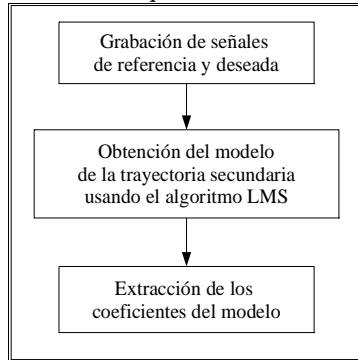 Grabación de señales
de referencia y deseada
Obtención del modelo
de la trayectoria secundaria
usando el algoritmo LMS
Extracción de los
coeficientes del modelo